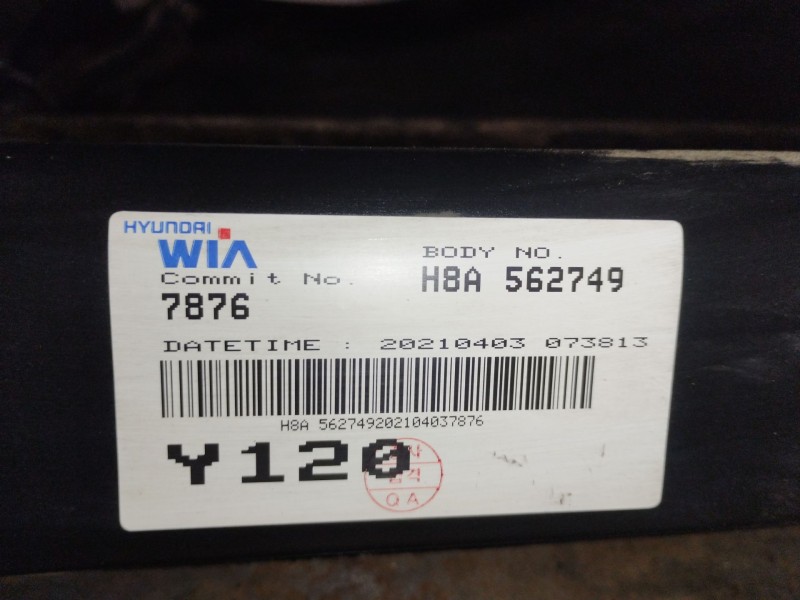 HYUNDAI
WIA
BODY NO.
Commit No.
H8A 562749
7876
DATETIME : 20210403 073813
H8A 562749202104037876
Y120
QA